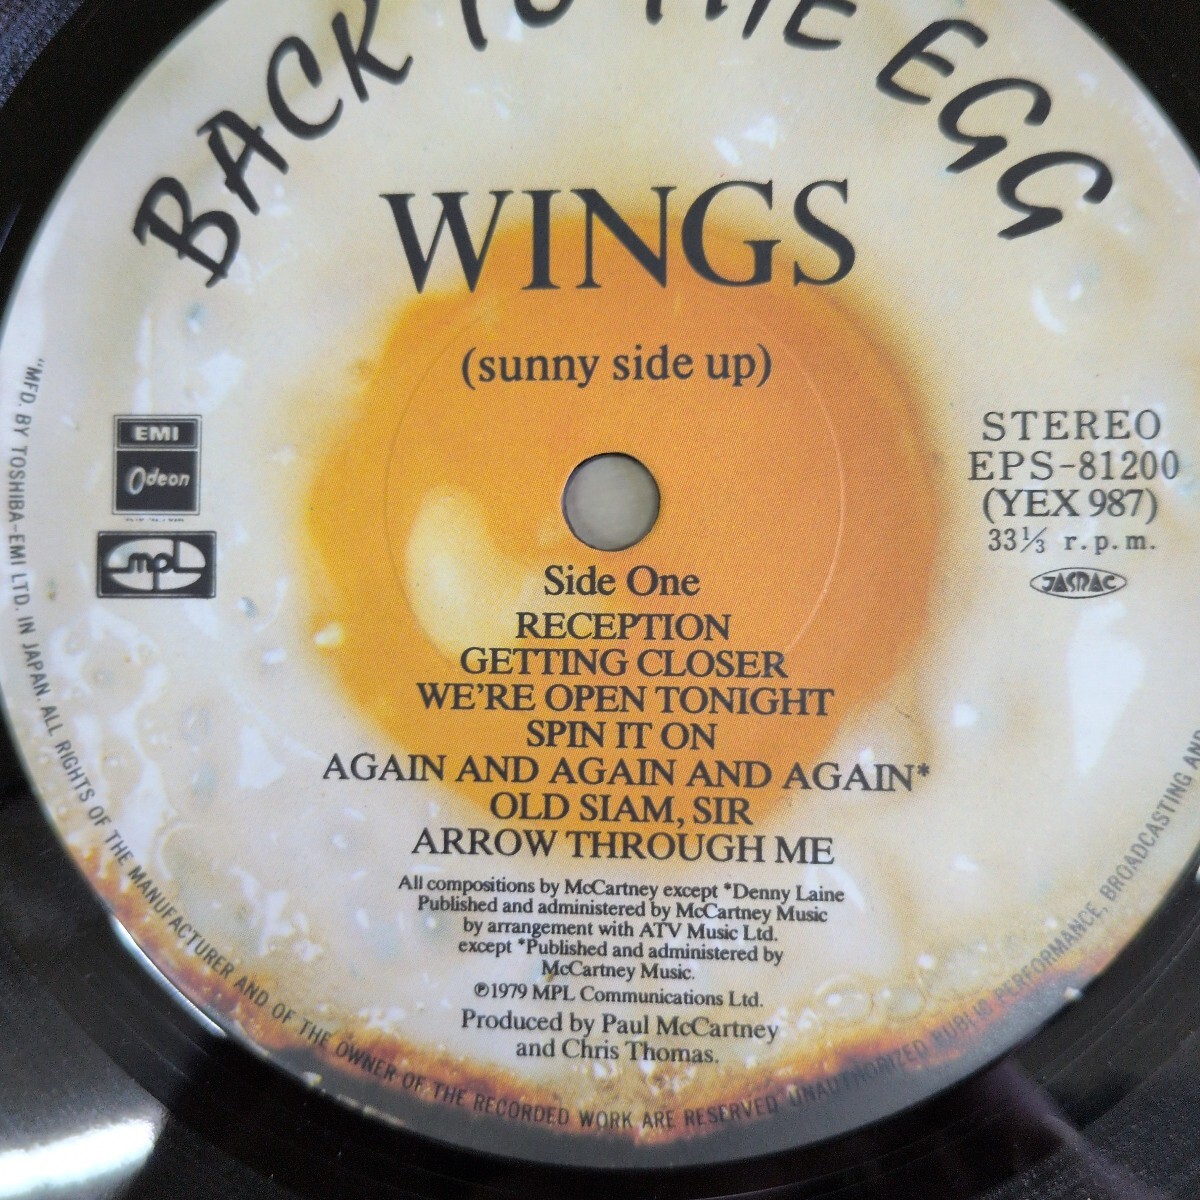 BACK TO THE EGG
WINGS
(sunny side up)
EMI
Odeon
mpl
STEREO
EPS-81200
(YEX 987)
33⅓ r.p.m.
JASRAC
Side One
RECEPTION
GETTING CLOSER
WE'RE OPEN TONIGHT
SPIN IT ON
AGAIN AND AGAIN AND AGAIN*
OLD SIAM, SIR
ARROW THROUGH ME
All compositions by McCartney except *Denny Laine
Published and administered by McCartney Music
by arrangement with ATV Music Ltd.
except *Published and administered by
McCartney Music.
℗1979 MPL Communications Ltd.
Produced by Paul McCartney
and Chris Thomas.
"MFD. BY TOSHIBA-EMI LTD. IN JAPAN. ALL RIGHTS OF THE MANUFACTURER AND OF THE OWNER OF THE RECORDED WORK ARE RESERVED UNAUTHORIZED PUBLIC PERFORMANCE, BROADCASTING AND